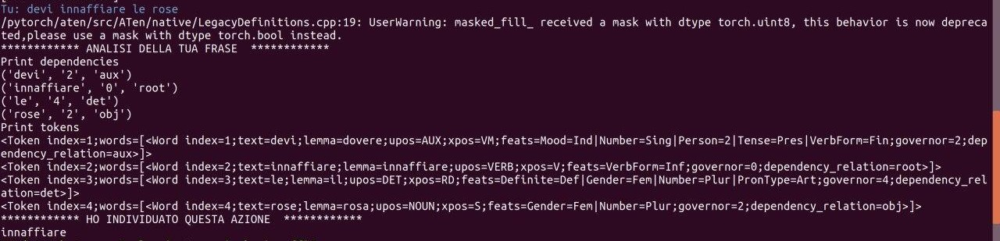 Tu: devi innaffiare le rose
/pytorch/aten/src/ATen/native/LegacyDefinitions.cpp:19: UserWarning: masked_fill_ received a mask with dtype torch.uint8, this behavior is now depreca
ted,please use a mask with dtype torch.bool instead.
************ ANALISI DELLA TUA FRASE  ************
Print dependencies
('devi', '2', 'aux')
('innaffiare', '0', 'root')
('le', '4', 'det')
('rose', '2', 'obj')
Print tokens
<Token index=1;words=[<Word index=1;text=devi;lemma=dovere;upos=AUX;xpos=VM;feats=Mood=Ind|Number=Sing|Person=2|Tense=Pres|VerbForm=Fin;governor=2;dep
endency_relation=aux>]>
<Token index=2;words=[<Word index=2;text=innaffiare;lemma=innaffiare;upos=VERB;xpos=V;feats=VerbForm=Inf;governor=0;dependency_relation=root>]>
<Token index=3;words=[<Word index=3;text=le;lemma=il;upos=DET;xpos=RD;feats=Definite=Def|Gender=Fem|Number=Plur|PronType=Art;governor=4;dependency_rel
ation=det>]>
<Token index=4;words=[<Word index=4;text=rose;lemma=rosa;upos=NOUN;xpos=S;feats=Gender=Fem|Number=Plur;governor=2;dependency_relation=obj>]>
************ HO INDIVIDUATO QUESTA AZIONE  ************
innaffiare